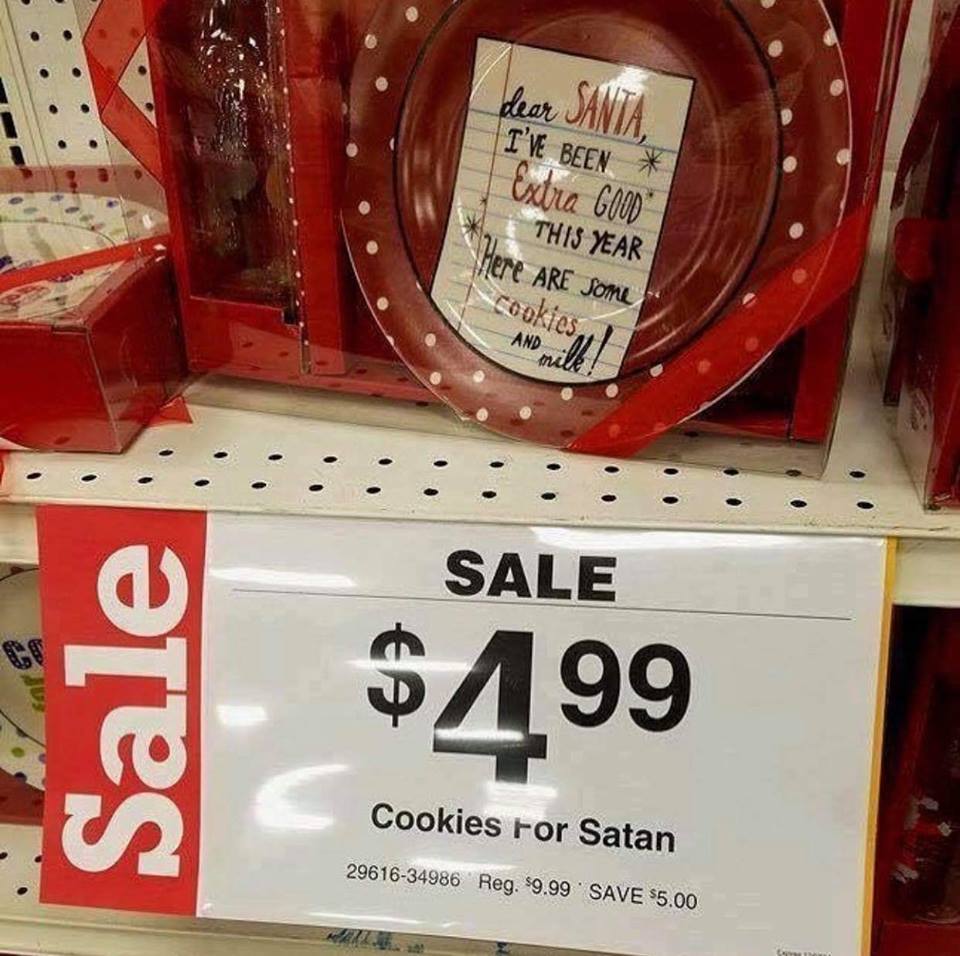 dear SANTA,
I'VE BEEN
Extra GOOD
THIS YEAR
Here ARE some
cookies
AND
milk!
Sale
SALE
$4.99
Cookies For Satan
29616-34986 Reg. $9.99 SAVE $5.00